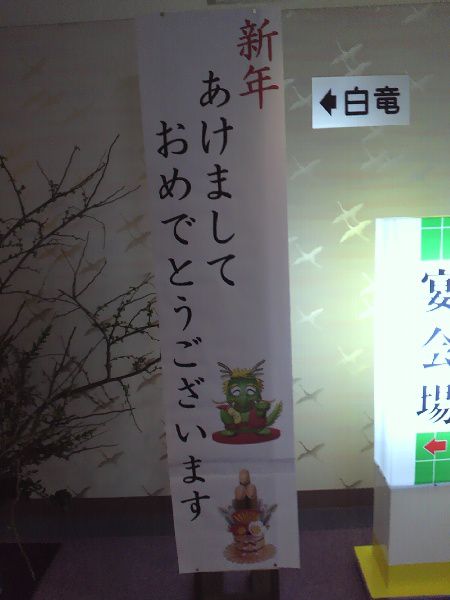 新年
あけまして
おめでとうございます
←白竜
宴会場
←